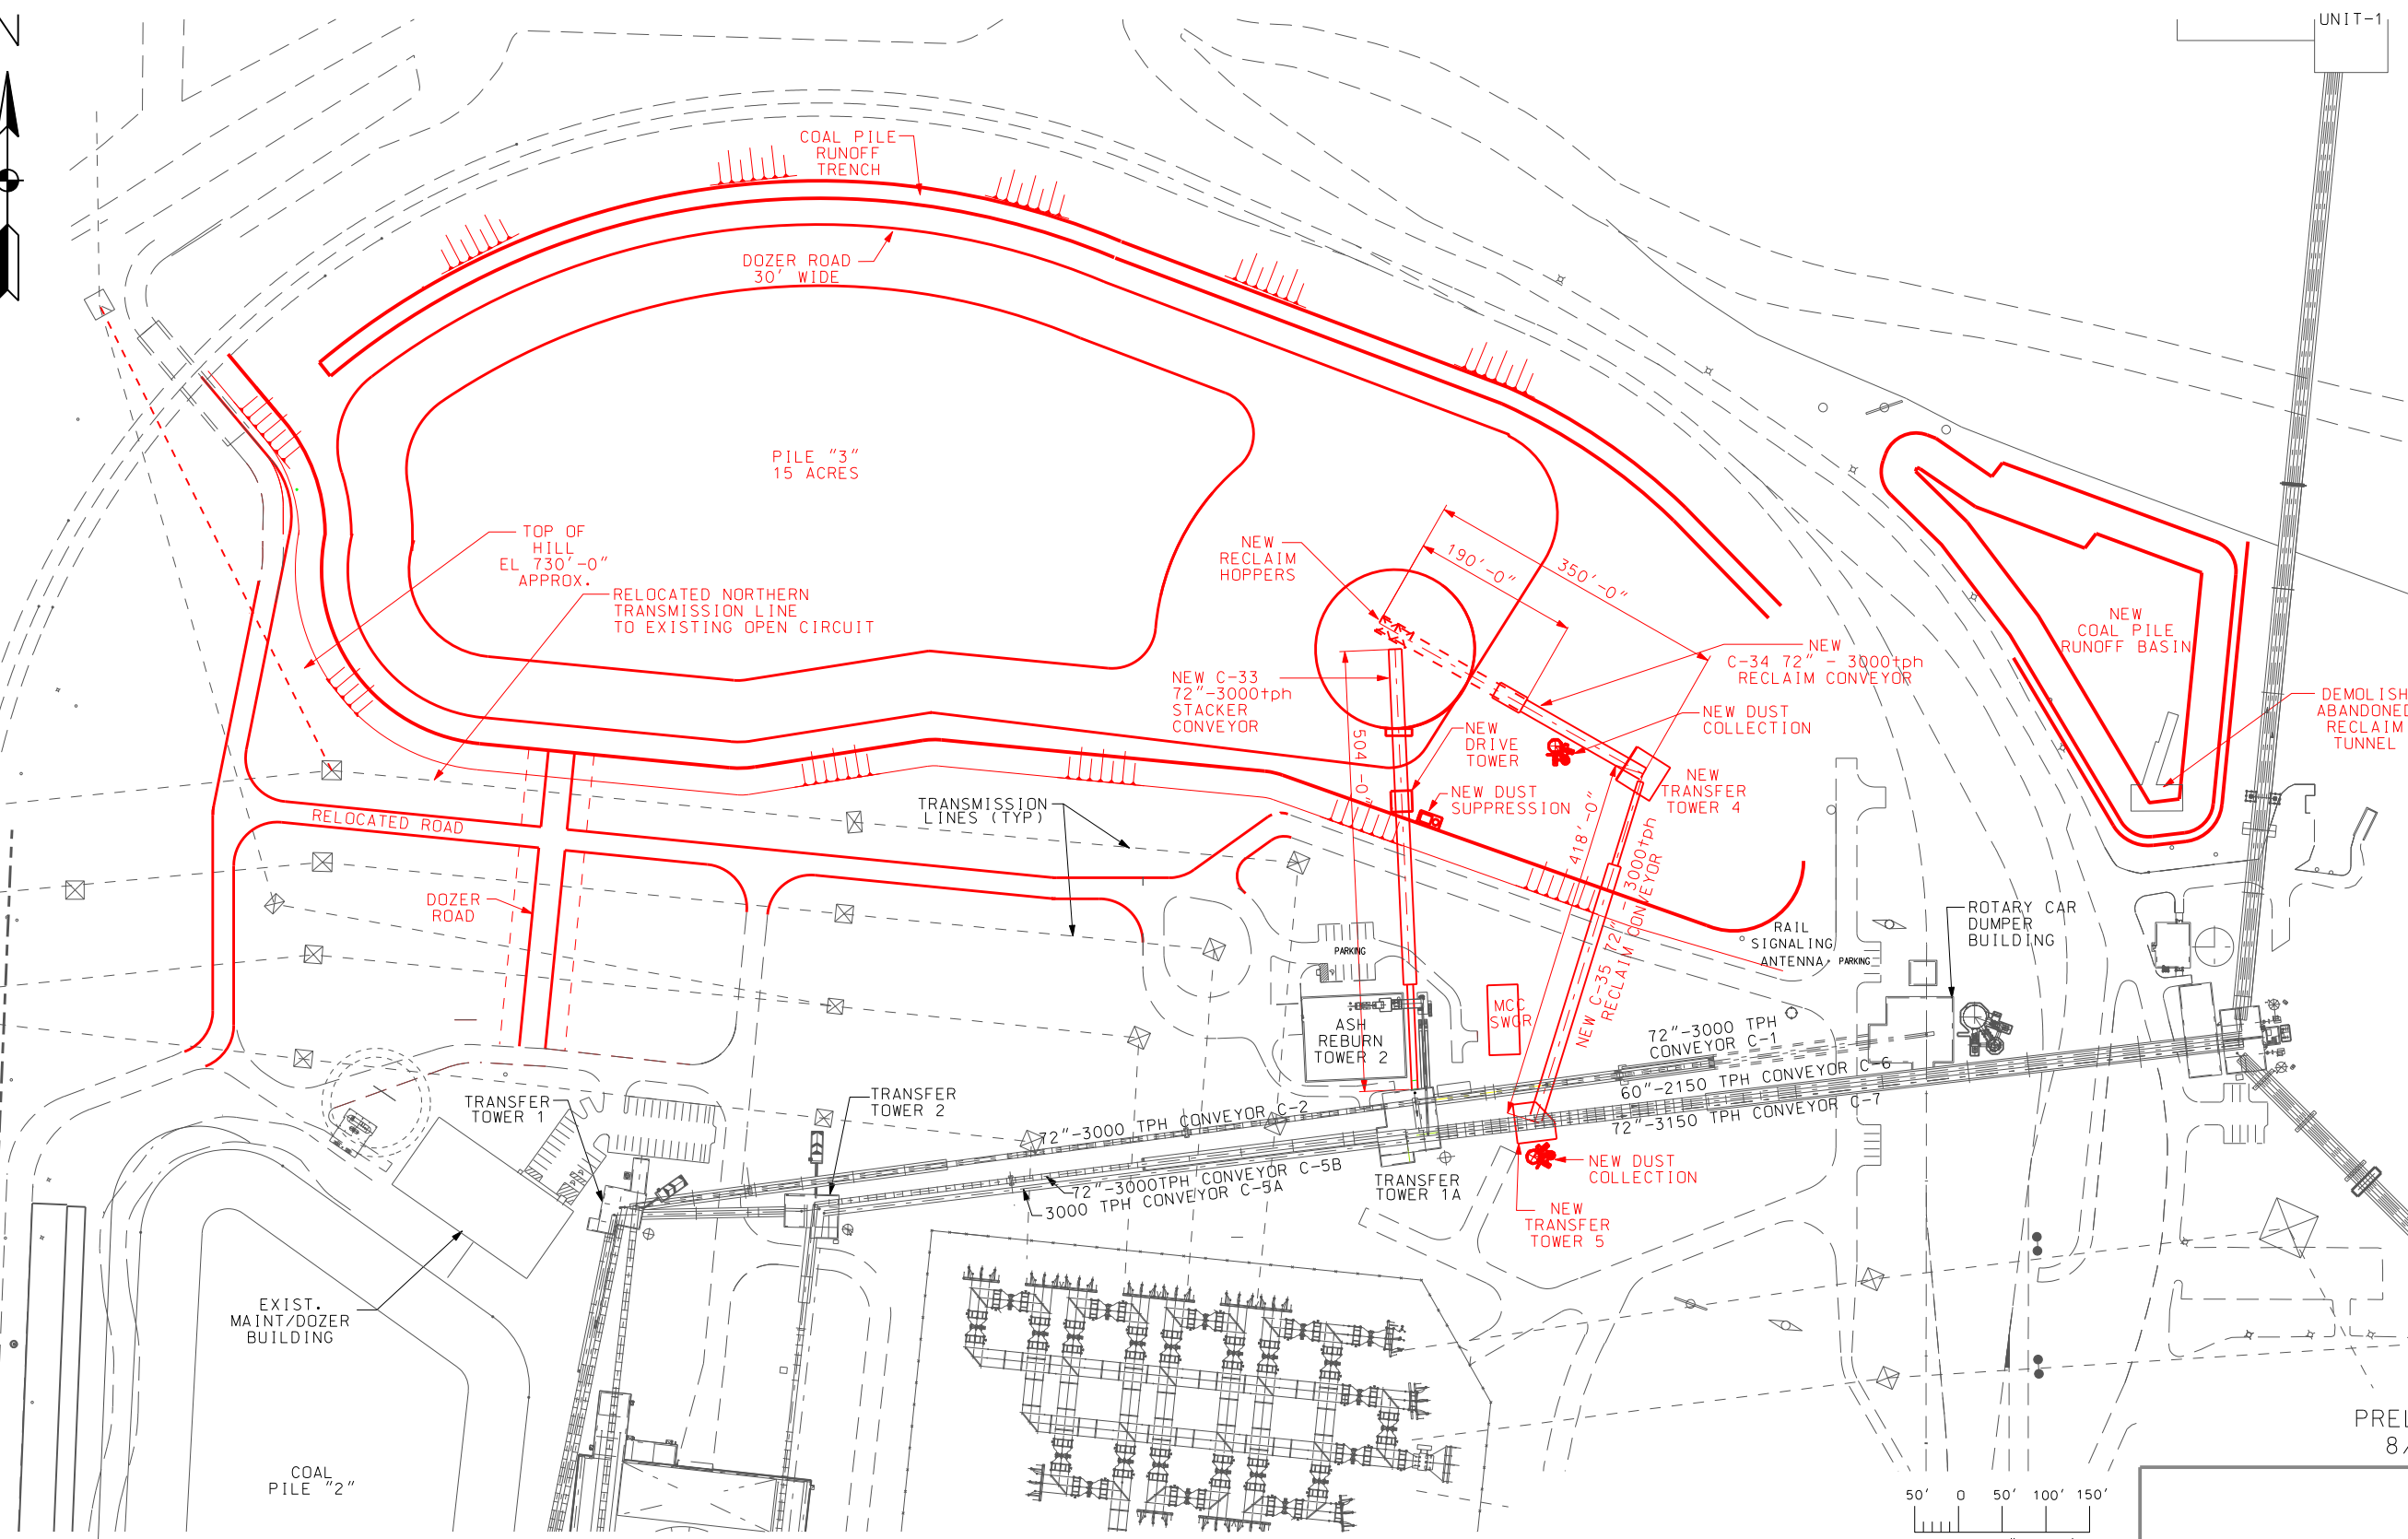 N
UNIT-1
COAL PILE
RUNOFF
TRENCH
DOZER ROAD
30' WIDE
PILE "3"
15 ACRES
TOP OF
HILL
EL 730'-0"
APPROX.
RELOCATED NORTHERN
TRANSMISSION LINE
TO EXISTING OPEN CIRCUIT
NEW
RECLAIM
HOPPERS
190'-0"
350'-0"
NEW
COAL PILE
RUNOFF BASIN
NEW
C-34 72" - 3000tph
RECLAIM CONVEYOR
NEW C-33
72"-3000tph
STACKER
CONVEYOR
504'-0"
NEW
DRIVE
TOWER
NEW DUST
COLLECTION
DEMOLISH
ABANDONED
RECLAIM
TUNNEL
NEW
TRANSFER
TOWER 4
NEW DUST
SUPPRESSION
TRANSMISSION
LINES (TYP)
RELOCATED ROAD
418'-0"
NEW C-35 72" - 3000tph
RECLAIM CONVEYOR
DOZER
ROAD
ROTARY CAR
DUMPER
BUILDING
RAIL
SIGNALING
ANTENNA
PARKING
PARKING
MCC
SWGR
ASH
REBURN
TOWER 2
72"-3000 TPH
CONVEYOR C-1
60"-2150 TPH CONVEYOR C-6
72"-3150 TPH CONVEYOR C-7
TRANSFER
TOWER 1
TRANSFER
TOWER 2
72"-3000 TPH CONVEYOR C-2
72"-3000TPH CONVEYOR C-5B
3000 TPH CONVEYOR C-5A
TRANSFER
TOWER 1A
NEW DUST
COLLECTION
NEW
TRANSFER
TOWER 5
EXIST.
MAINT/DOZER
BUILDING
COAL
PILE "2"
PREL
8/
50' 0 50' 100' 150'